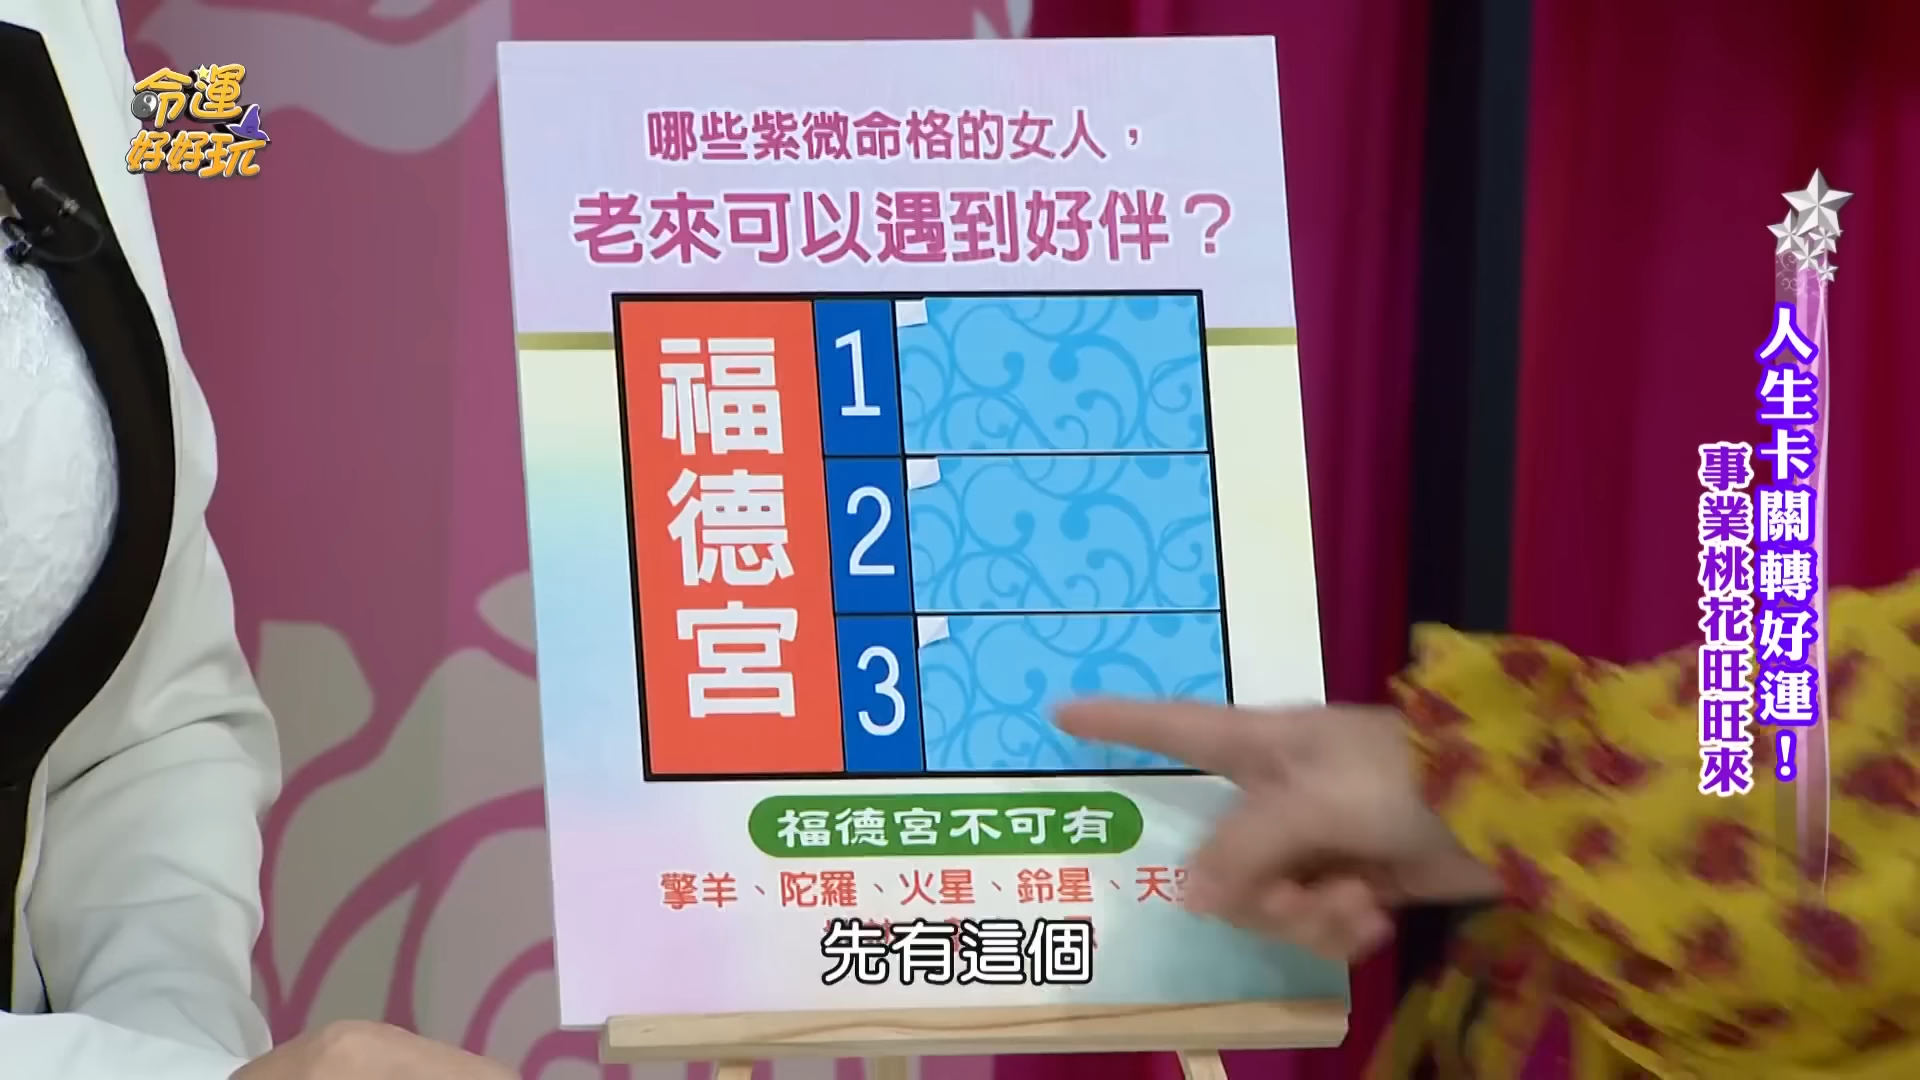 命運
好好玩
哪些紫微命格的女人，
老來可以遇到好伴？
福德宮
1
2
3
福德宮不可有
擎羊、陀羅、火星、鈴星、天空
先有這個
人生卡關轉好運！
事業桃花旺旺來